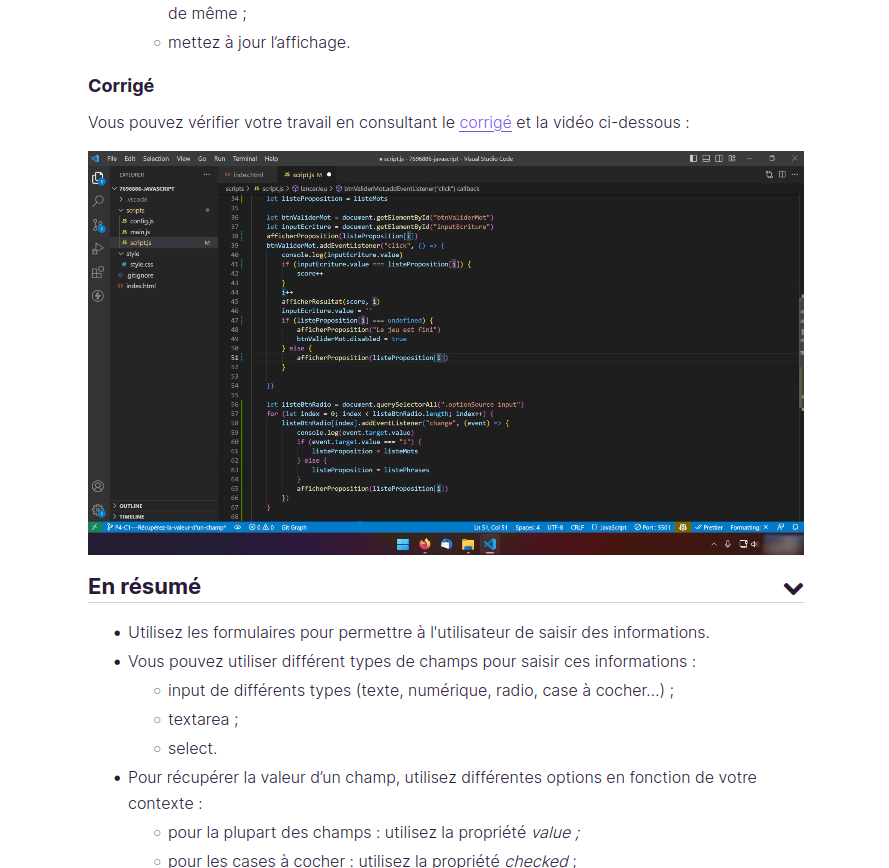 de même ;
mettez à jour l’affichage.
Corrigé
Vous pouvez vérifier votre travail en consultant le corrigé et la vidéo ci-dessous :
File Edit Selection View Go Run Terminal Help
● script.js - 7696886-javascript - Visual Studio Code
EXPLORER
7696886-JAVASCRIPT
.vscode
scripts
JS config.js
JS main.js
JS script.js M
style
# style.css
.gitignore
index.html
OUTLINE
TIMELINE
index.html
JS script.js M ●
scripts > JS script.js > lancerJeu > btnValiderMot.addEventListener("click") callback
34 let listeProposition = listeMots
35
36 let btnValiderMot = document.getElementById("btnValiderMot")
37 let inputEcriture = document.getElementById("inputEcriture")
38 afficherProposition(listeProposition[i])
39 btnValiderMot.addEventListener("click", () => {
40 console.log(inputEcriture.value)
41 if (inputEcriture.value === listeProposition[i]) {
42 score++
43 }
44 i++
45 afficherResultat(score, i)
46 inputEcriture.value = ''
47 if (listeProposition[i] === undefined) {
48 afficherProposition("Le jeu est fini")
49 btnValiderMot.disabled = true
50 } else {
51 afficherProposition(listeProposition[i])
52 }
53
54 })
55
56 let listeBtnRadio = document.querySelectorAll(".optionSource input")
57 for (let index = 0; index < listeBtnRadio.length; index++) {
58 listeBtnRadio[index].addEventListener("change", (event) => {
59 console.log(event.target.value)
60 if (event.target.value === "1") {
61 listeProposition = listeMots
62 } else {
63 listeProposition = listePhrases
64 }
65 afficherProposition(listeProposition[i])
66 })
67 }
68
P4-C1---Récupérez-la-valeur-d'un-champ* 0 0 Git Graph
Ln 51, Col 51 Spaces: 4 UTF-8 CRLF {} JavaScript Port : 5501 Prettier Formatting: ×
En résumé
• Utilisez les formulaires pour permettre à l'utilisateur de saisir des informations.
• Vous pouvez utiliser différent types de champs pour saisir ces informations :
input de différents types (texte, numérique, radio, case à cocher…) ;
textarea ;
select.
• Pour récupérer la valeur d’un champ, utilisez différentes options en fonction de votre
contexte :
pour la plupart des champs : utilisez la propriété value ;
pour les cases à cocher : utilisez la propriété checked ;